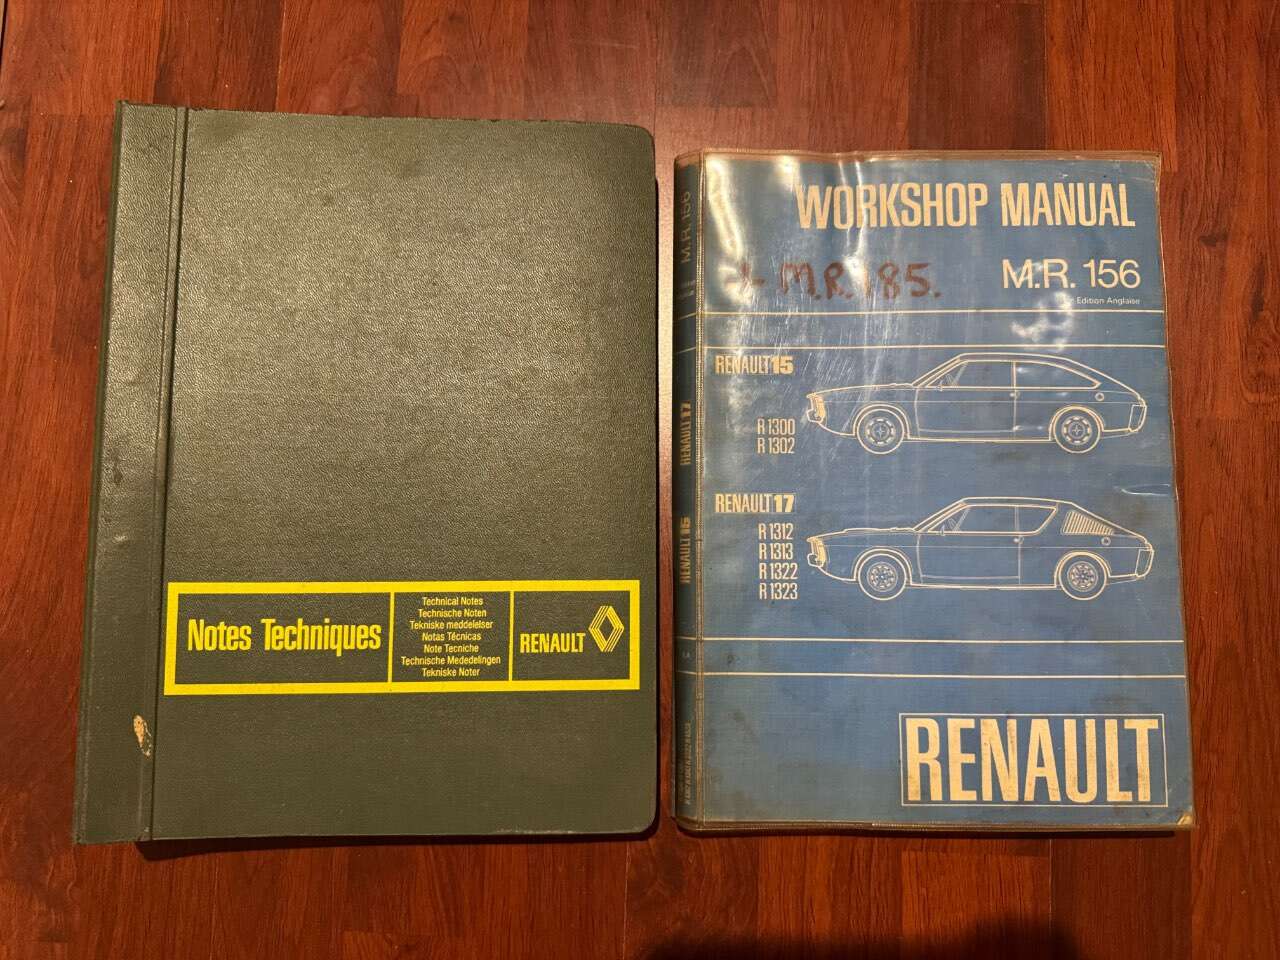 Notes Techniques
Technical Notes
Technische Noten
Tekniske meddelelser
Notas Técnicas
Note Tecniche
Technische Mededelingen
Tekniske Noter
RENAULT
M.R. 156
RENAULT 17
RENAULT 15
WORKSHOP MANUAL
+ M.R. 185.
M.R. 156
Edition Anglaise
RENAULT 15
R 1300
R 1302
RENAULT 17
R 1312
R 1313
R 1322
R 1323
RENAULT